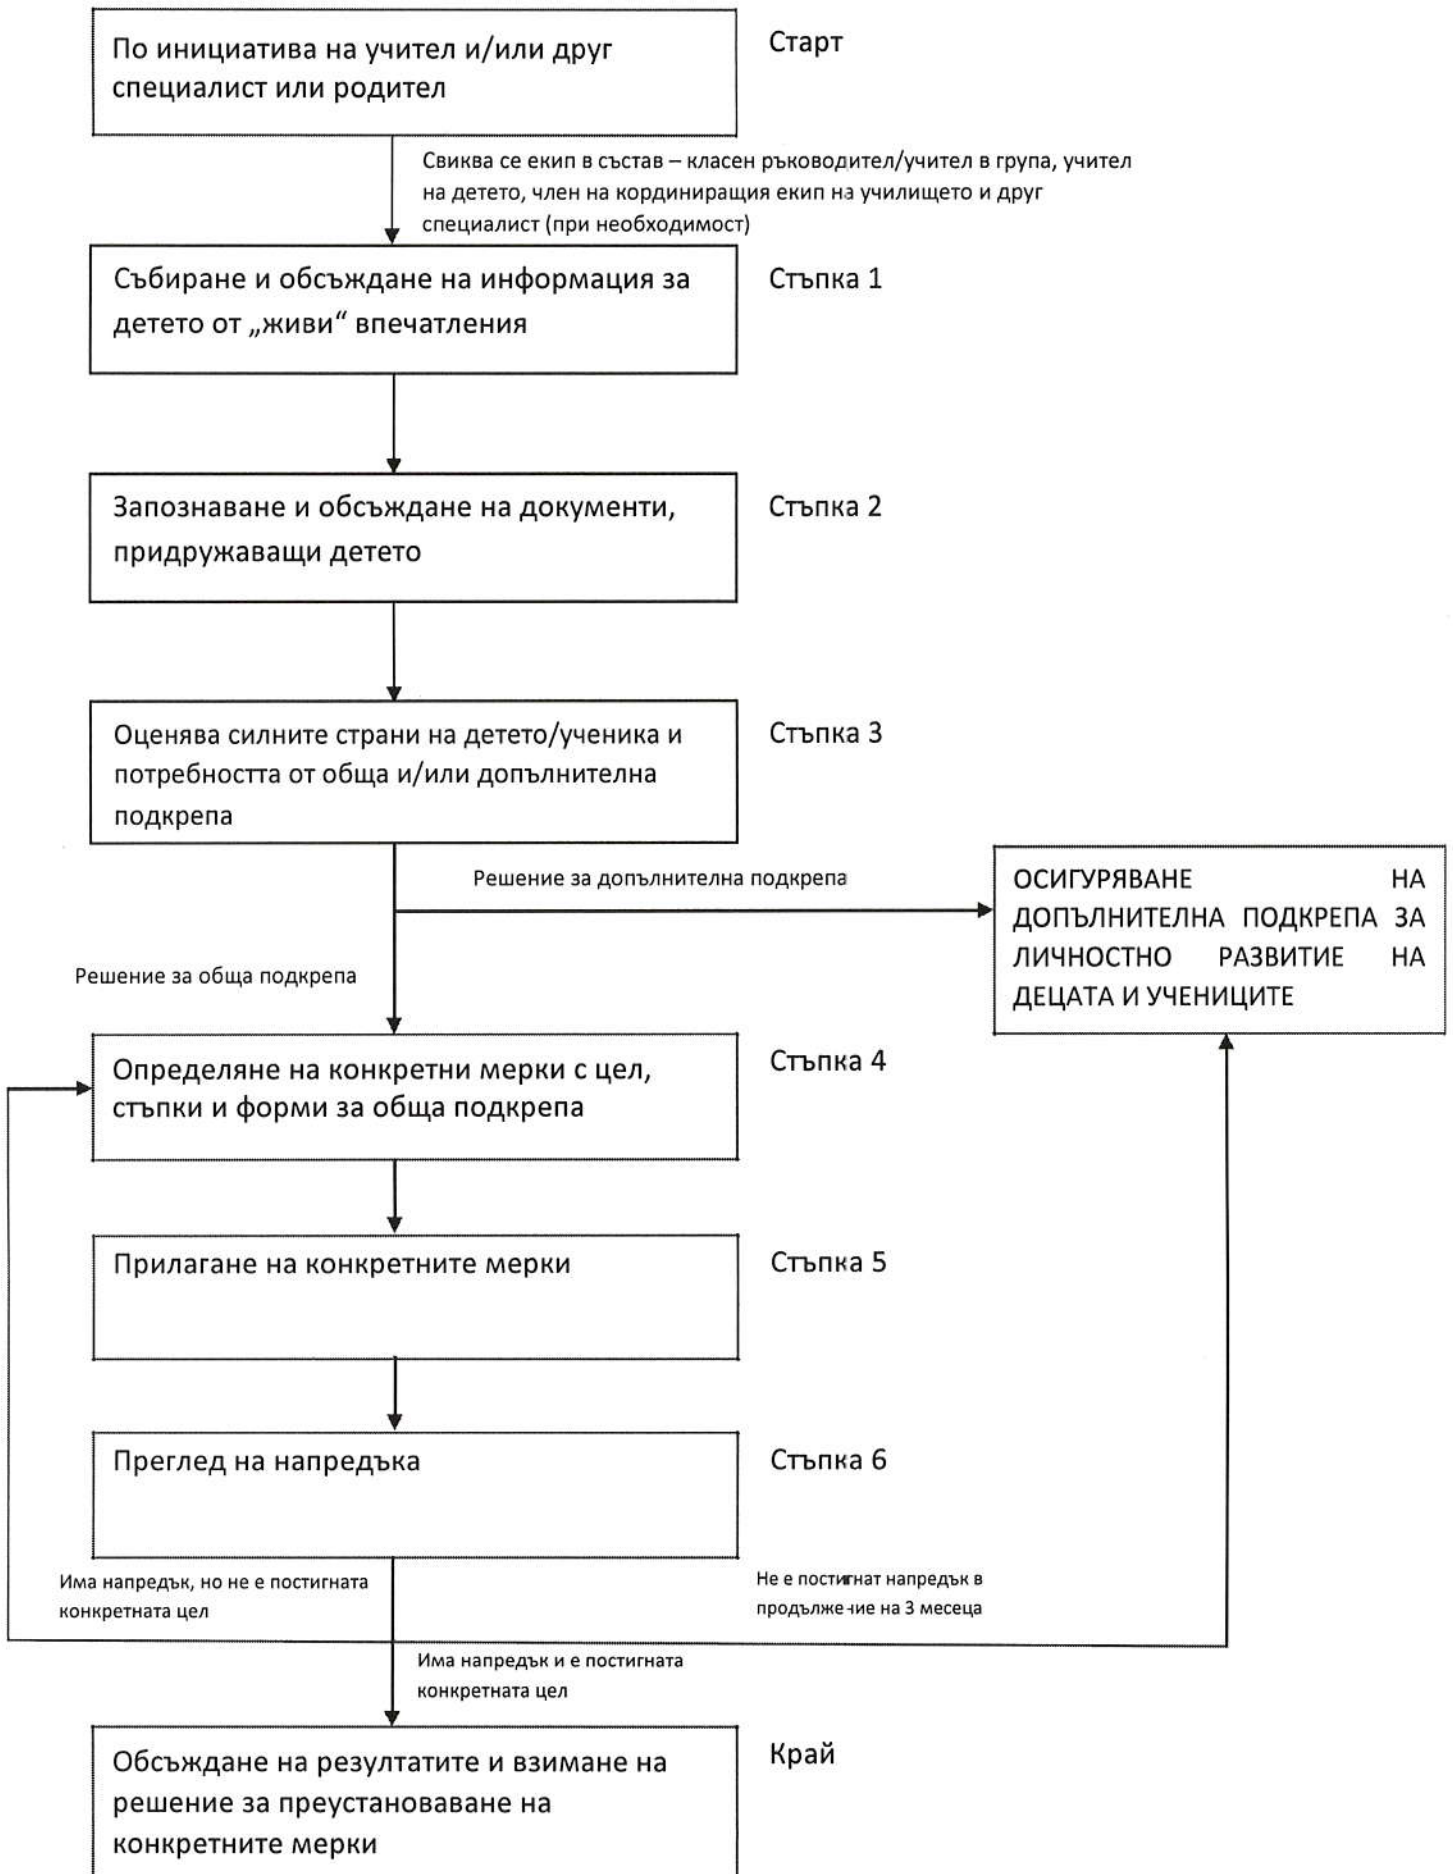 По инициатива на учител и/или друг
специалист или родител
Старт
Свиква се екип в състав – класен ръководител/учител в група, учител
на детето, член на кординиращия екип на училището и друг
специалист (при необходимост)
Събиране и обсъждане на информация за
детето от „живи“ впечатления
Стъпка 1
Запознаване и обсъждане на документи,
придружаващи детето
Стъпка 2
Оценява силните страни на детето/ученика и
потребността от обща и/или допълнителна
подкрепа
Стъпка 3
Решение за допълнителна подкрепа
ОСИГУРЯВАНЕ НА
ДОПЪЛНИТЕЛНА ПОДКРЕПА ЗА
ЛИЧНОСТНО РАЗВИТИЕ НА
ДЕЦАТА И УЧЕНИЦИТЕ
Решение за обща подкрепа
Определяне на конкретни мерки с цел,
стъпки и форми за обща подкрепа
Стъпка 4
Прилагане на конкретните мерки
Стъпка 5
Преглед на напредъка
Стъпка 6
Има напредък, но не е постигната
конкретната цел
Не е постигнат напредък в
продължение на 3 месеца
Има напредък и е постигната
конкретната цел
Обсъждане на резултатите и взимане на
решение за преустановаване на
конкретните мерки
Край